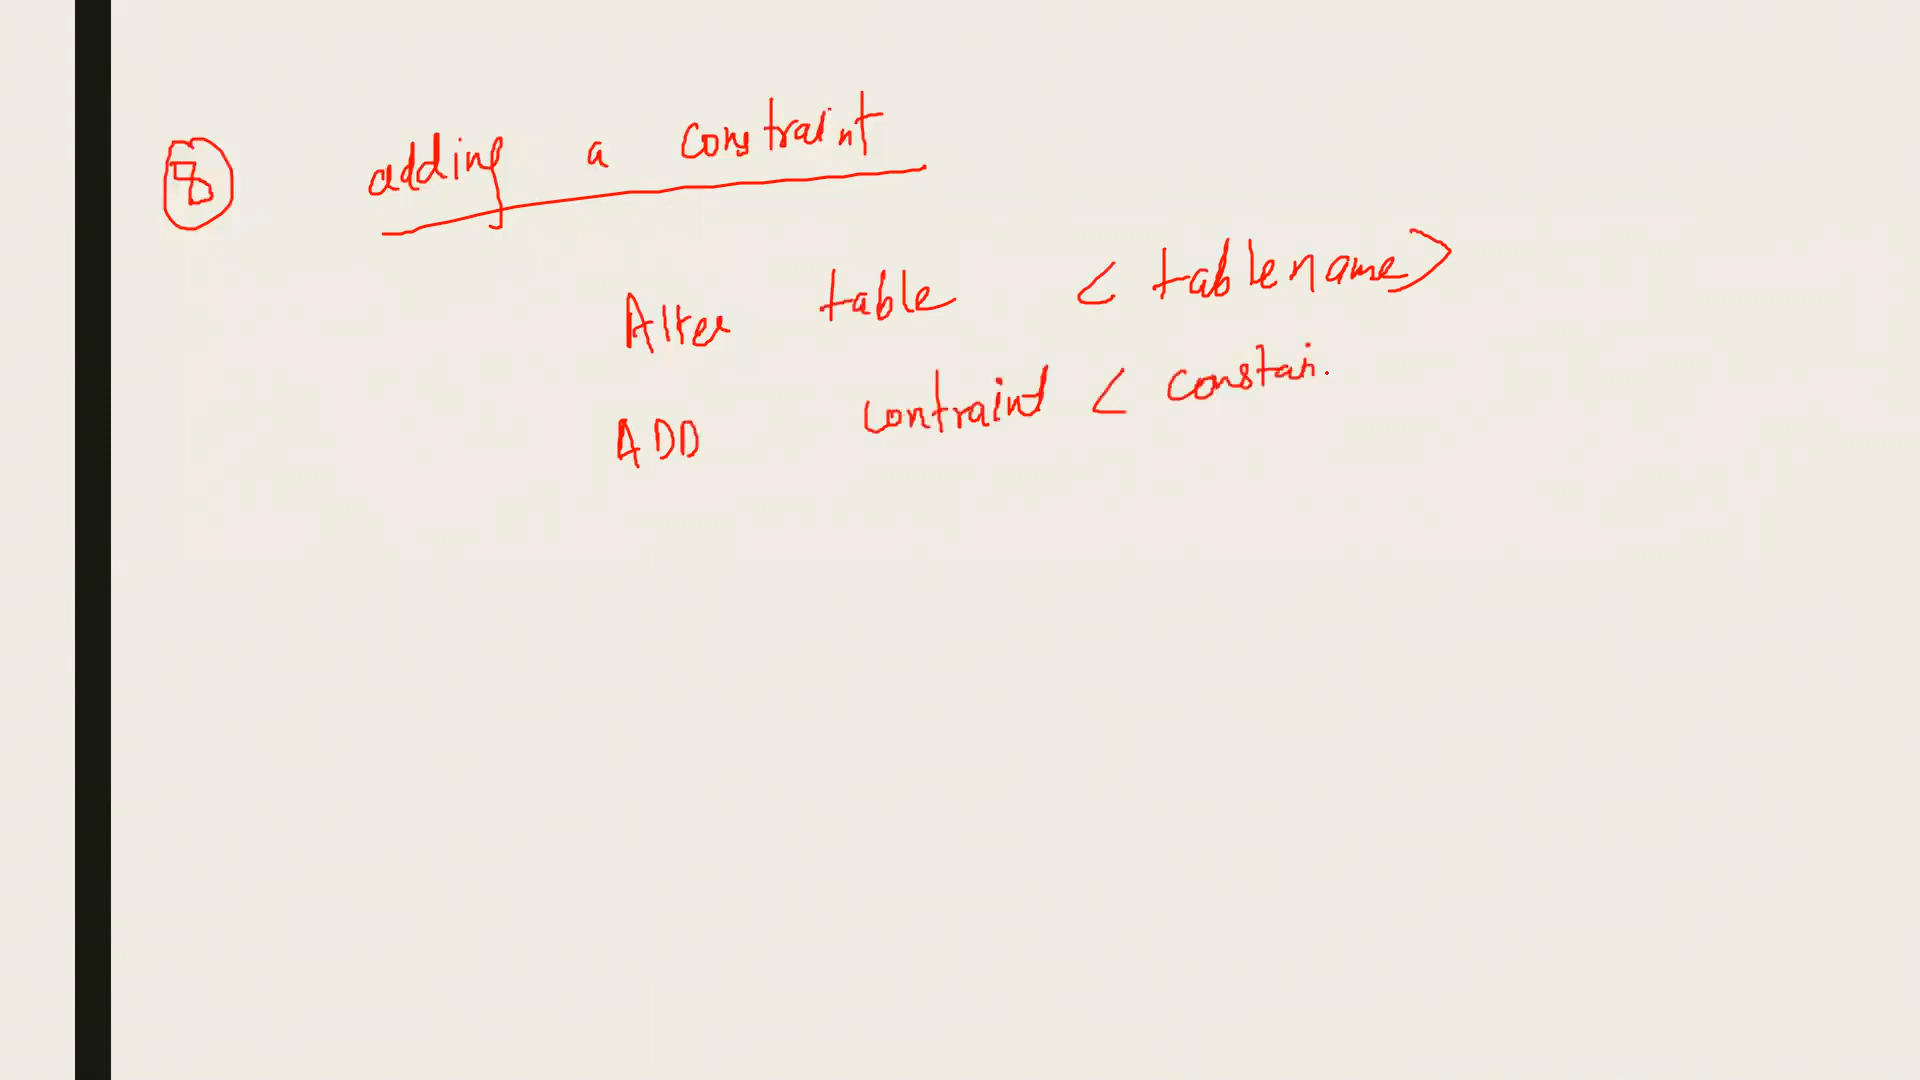 8 adding a constraint
Alter table < tablename>
ADD contraint < constai